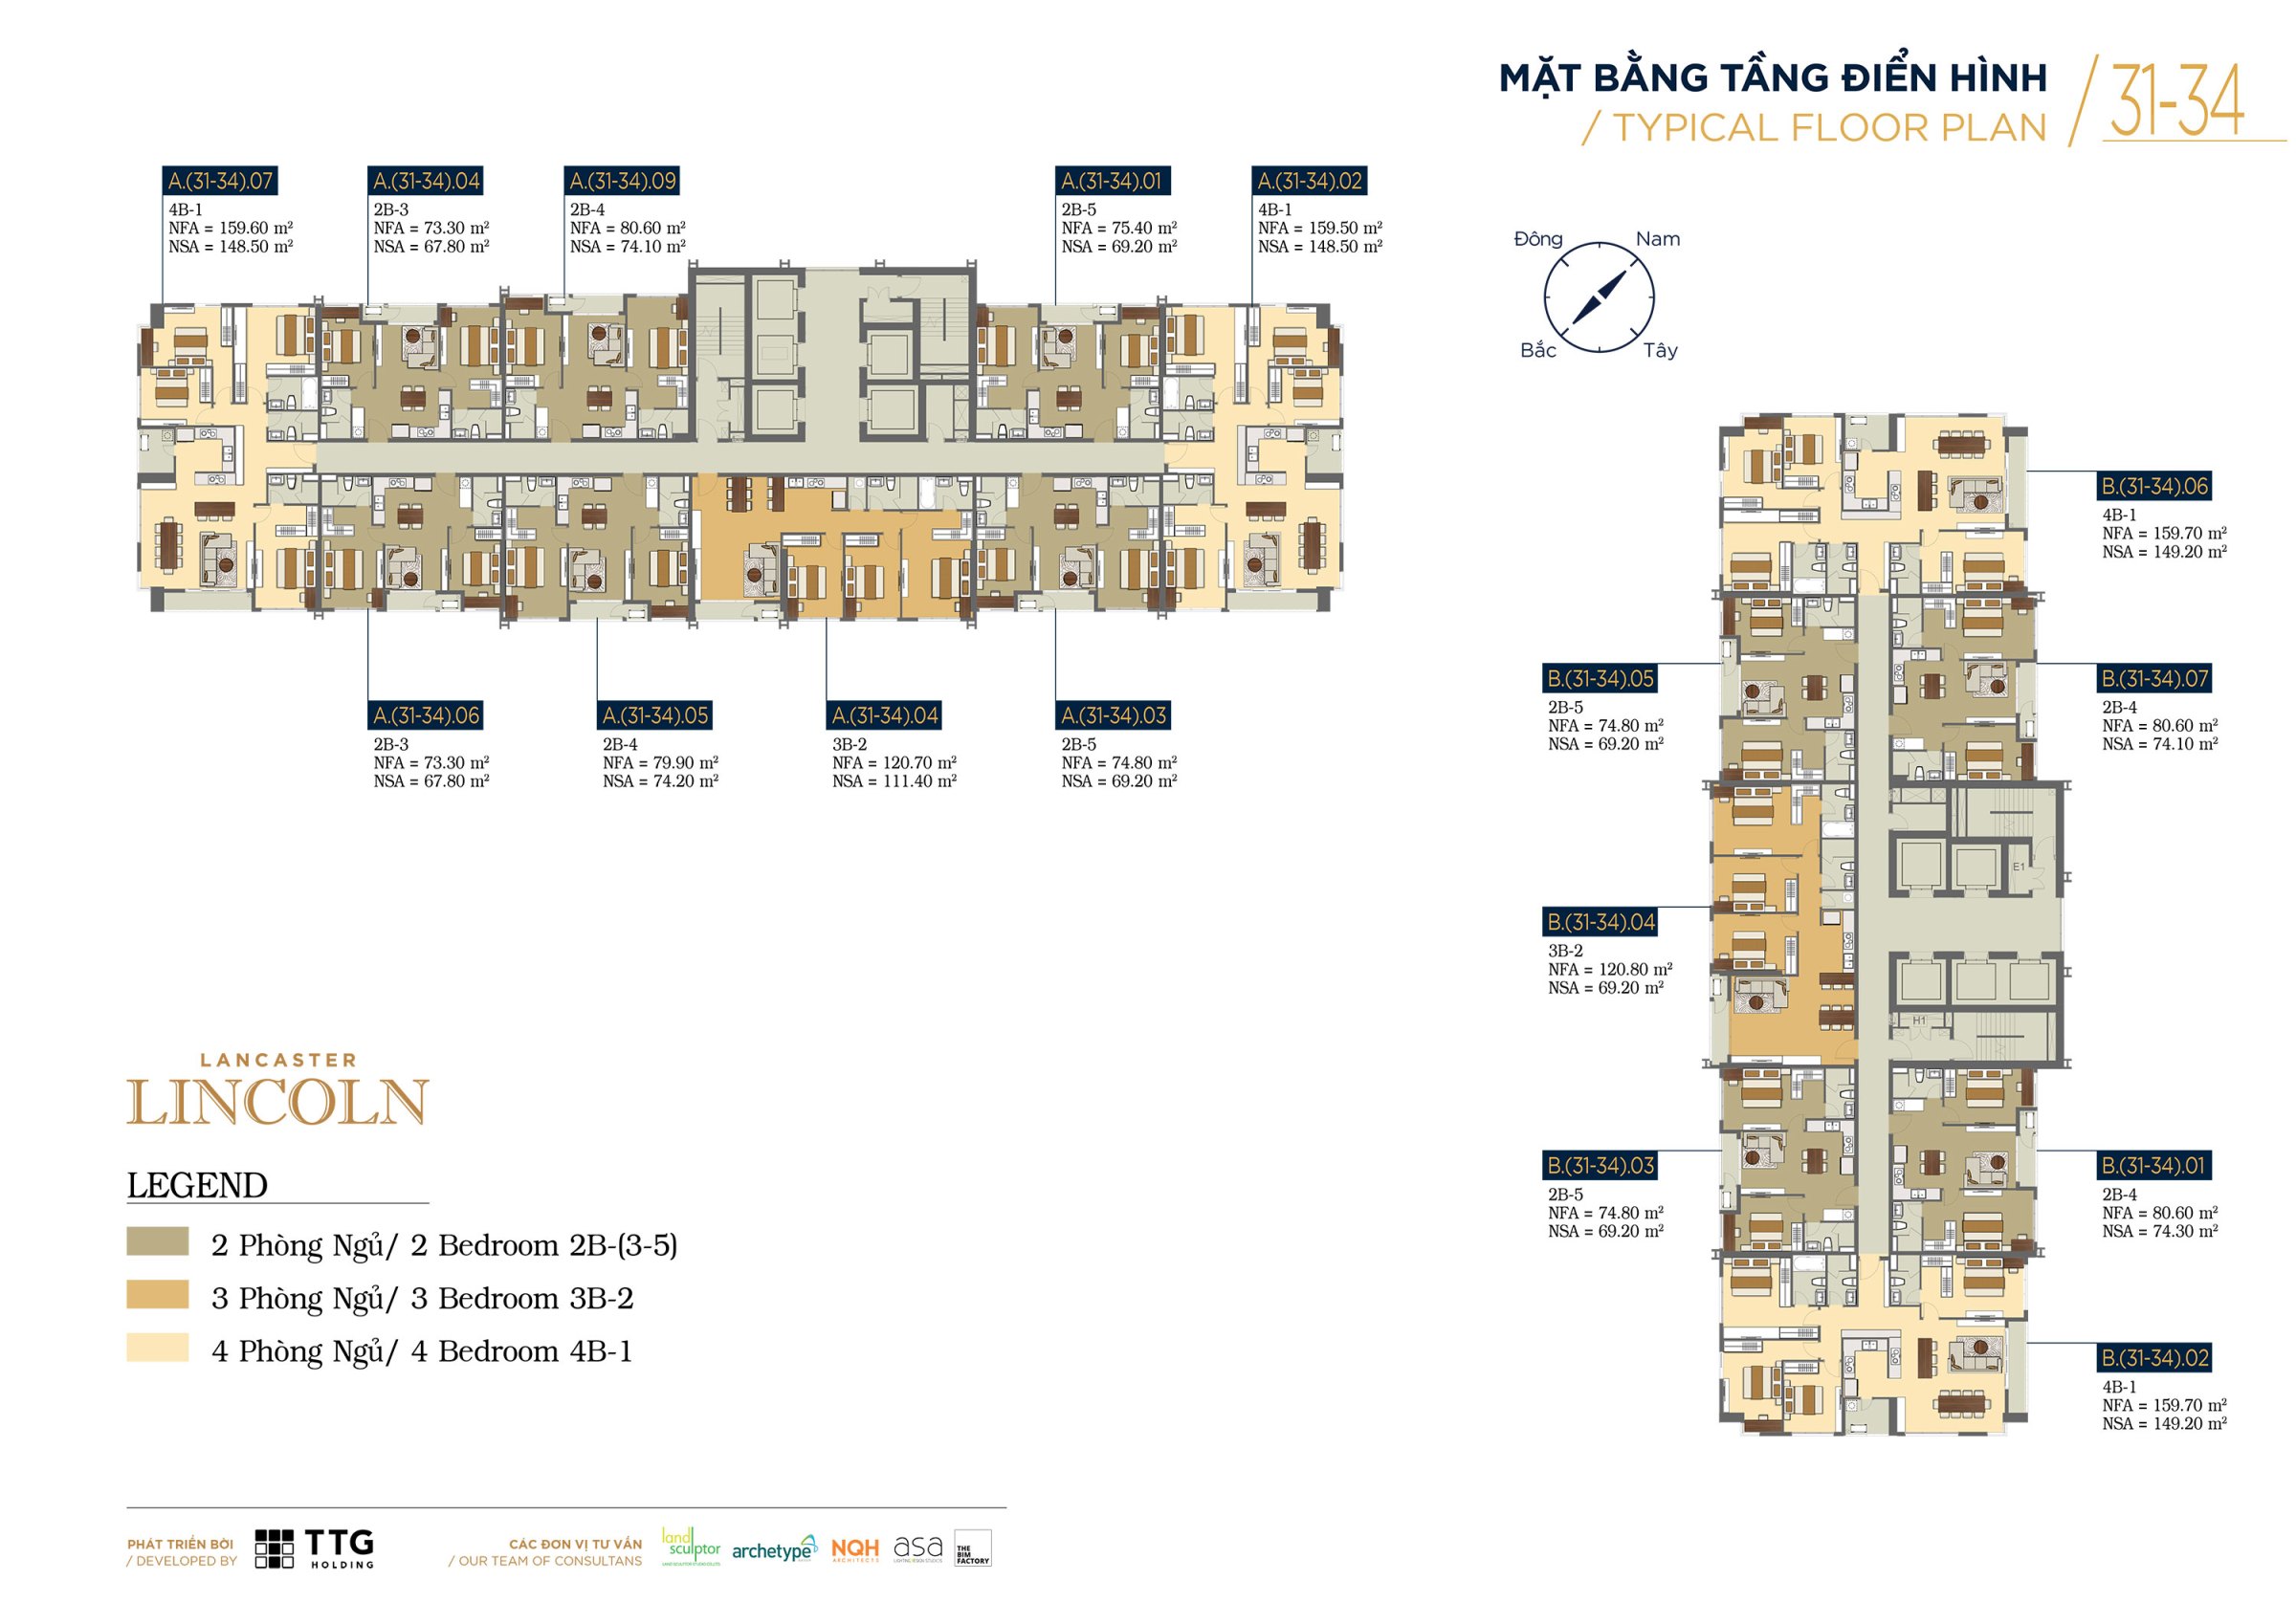 MẶT BẰNG TẦNG ĐIỂN HÌNH
/ TYPICAL FLOOR PLAN
/ 31-34
A.(31-34).07
4B-1
NFA = 159.60 m²
NSA = 148.50 m²
A.(31-34).04
2B-3
NFA = 73.30 m²
NSA = 67.80 m²
A.(31-34).09
2B-4
NFA = 80.60 m²
NSA = 74.10 m²
A.(31-34).01
2B-5
NFA = 75.40 m²
NSA = 69.20 m²
A.(31-34).02
4B-1
NFA = 159.50 m²
NSA = 148.50 m²
Đông
Nam
Bắc
Tây
A.(31-34).06
2B-3
NFA = 73.30 m²
NSA = 67.80 m²
A.(31-34).05
2B-4
NFA = 79.90 m²
NSA = 74.20 m²
A.(31-34).04
3B-2
NFA = 120.70 m²
NSA = 111.40 m²
A.(31-34).03
2B-5
NFA = 74.80 m²
NSA = 69.20 m²
B.(31-34).06
4B-1
NFA = 159.70 m²
NSA = 149.20 m²
B.(31-34).05
2B-5
NFA = 74.80 m²
NSA = 69.20 m²
B.(31-34).07
2B-4
NFA = 80.60 m²
NSA = 74.10 m²
E1
B.(31-34).04
3B-2
NFA = 120.80 m²
NSA = 69.20 m²
H1
B.(31-34).03
2B-5
NFA = 74.80 m²
NSA = 69.20 m²
B.(31-34).01
2B-4
NFA = 80.60 m²
NSA = 74.30 m²
B.(31-34).02
4B-1
NFA = 159.70 m²
NSA = 149.20 m²
LANCASTER
LINCOLN
LEGEND
2 Phòng Ngủ/ 2 Bedroom 2B-(3-5)
3 Phòng Ngủ/ 3 Bedroom 3B-2
4 Phòng Ngủ/ 4 Bedroom 4B-1
PHÁT TRIỂN BỞI
/ DEVELOPED BY
TTG
HOLDING
CÁC ĐƠN VỊ TƯ VẤN
/ OUR TEAM OF CONSULTANS
land
sculptor
archetype
NQH
ARCHITECTS
asa
THE
BIM
FACTORY